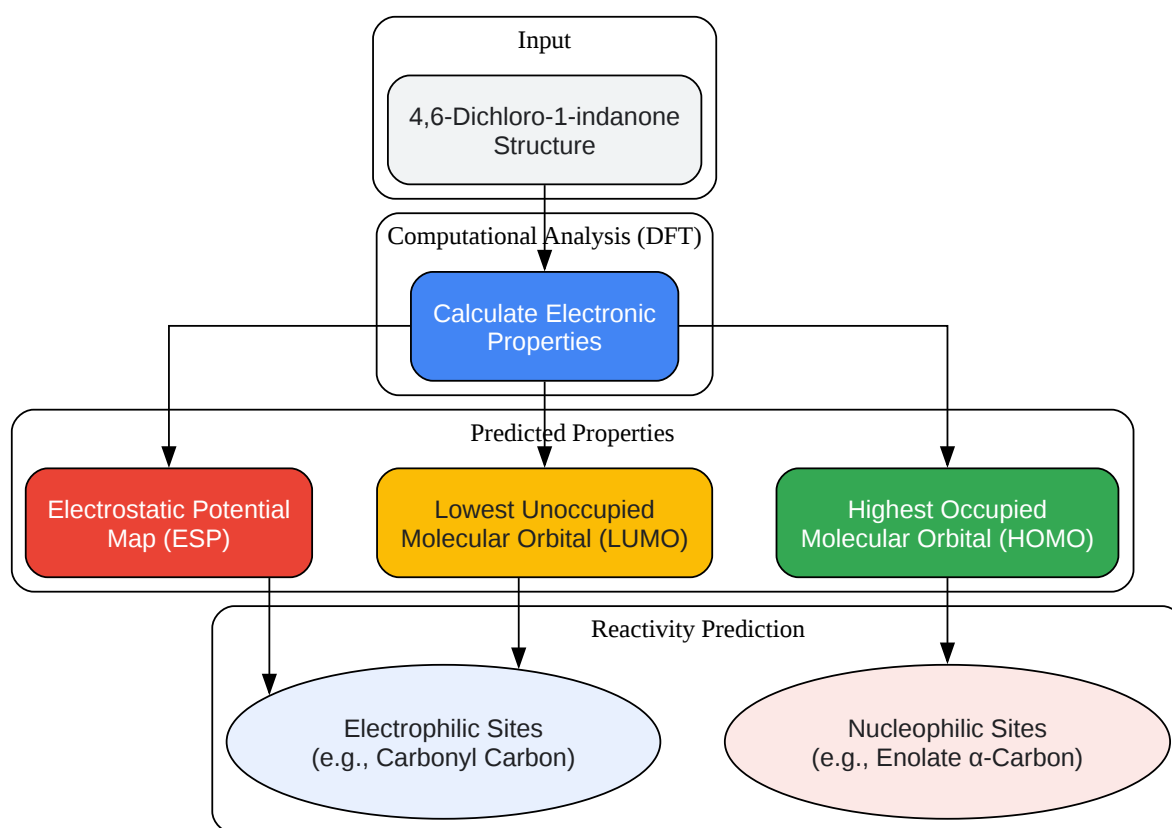 Input
4,6-Dichloro-1-indanone
Structure
Computational Analysis (DFT)
Calculate Electronic
Properties
Predicted Properties
Electrostatic Potential
Map (ESP)
Lowest Unoccupied
Molecular Orbital (LUMO)
Highest Occupied
Molecular Orbital (HOMO)
Reactivity Prediction
Electrophilic Sites
(e.g., Carbonyl Carbon)
Nucleophilic Sites
(e.g., Enolate α-Carbon)